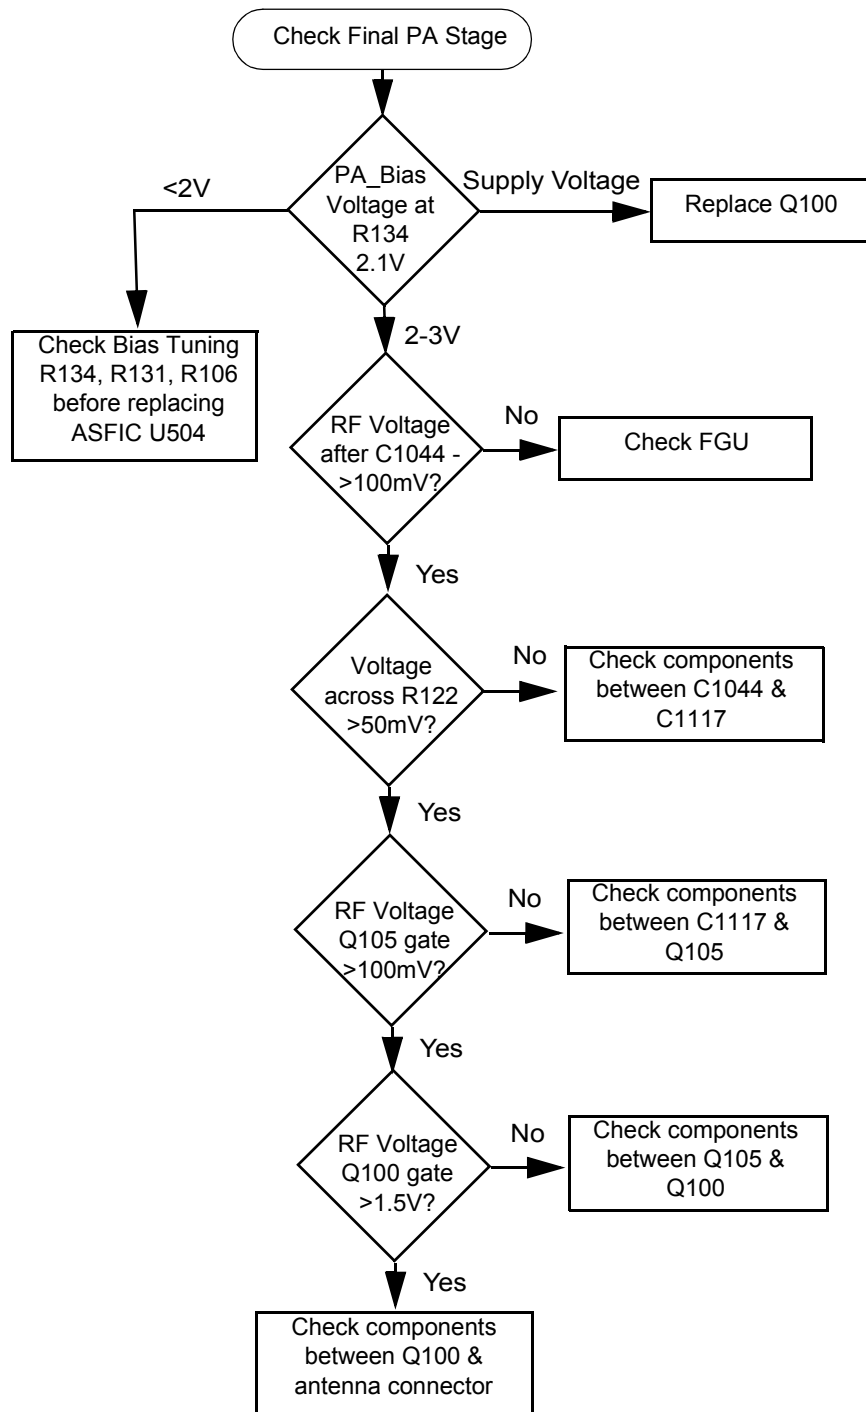 Check Final PA Stage
PA_Bias
Voltage at
R134
2.1V
<2V
Supply Voltage
Replace Q100
Check Bias Tuning
R134, R131, R106
before replacing
ASFIC U504
2-3V
RF Voltage
after C1044 -
>100mV?
No
Check FGU
Yes
Voltage
across R122
>50mV?
No
Check components
between C1044 &
C1117
Yes
RF Voltage
Q105 gate
>100mV?
No
Check components
between C1117 &
Q105
Yes
RF Voltage
Q100 gate
>1.5V?
No
Check components
between Q105 &
Q100
Yes
Check components
between Q100 &
antenna connector